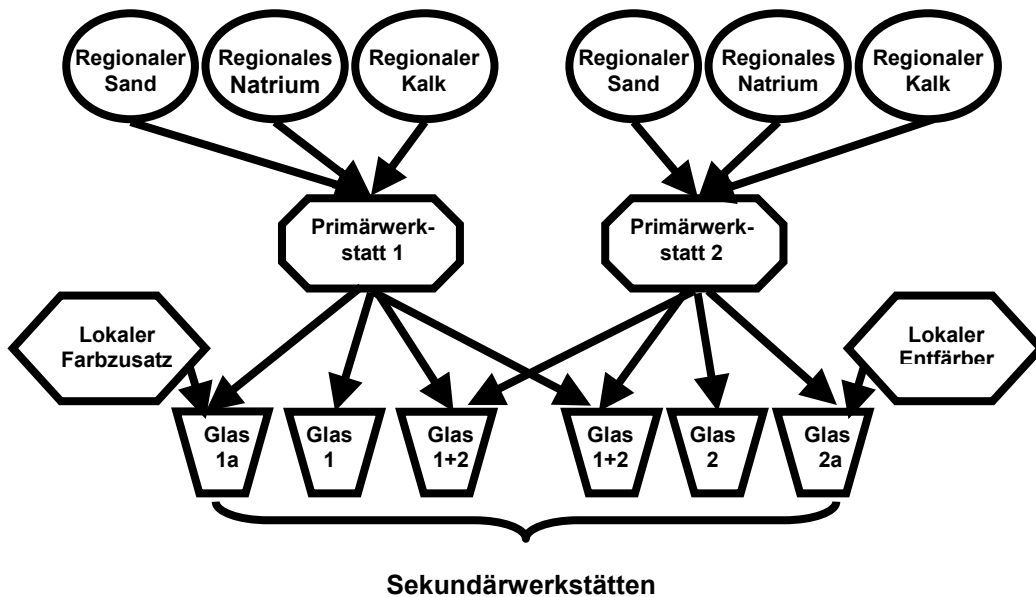 Regionaler
Sand
Regionales
Natrium
Regionaler
Kalk
Regionaler
Sand
Regionales
Natrium
Regionaler
Kalk
Primärwerk-
statt 1
Primärwerk-
statt 2
Lokaler
Farbzusatz
Lokaler
Entfärber
Glas
1a
Glas
1
Glas
1+2
Glas
1+2
Glas
2
Glas
2a
Sekundärwerkstätten